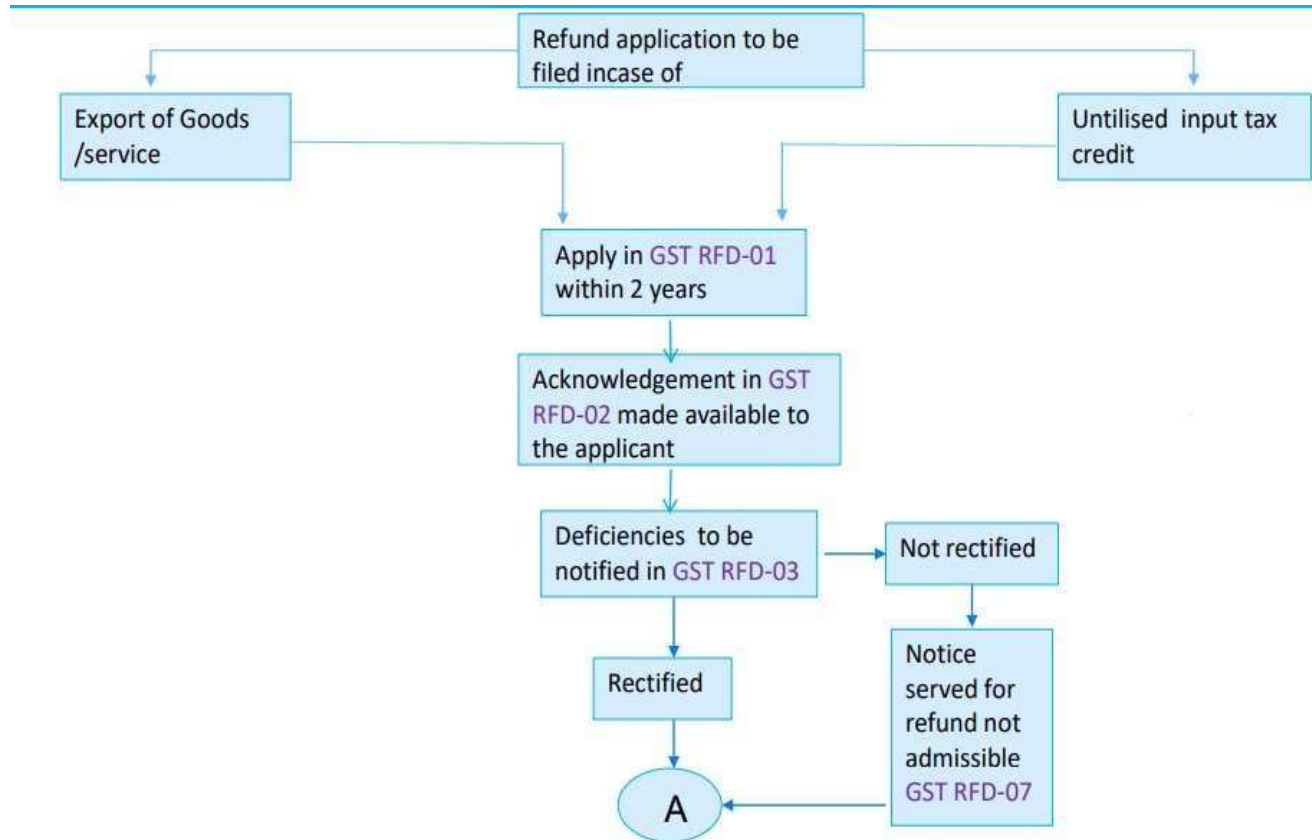 Refund application to be
filed incase of
Export of Goods
/service
Untilised input tax
credit
Apply in GST RFD-01
within 2 years
Acknowledgement in GST
RFD-02 made available to
the applicant
Deficiencies to be
notified in GST RFD-03
Not rectified
Rectified
Notice
served for
refund not
admissible
GST RFD-07
A